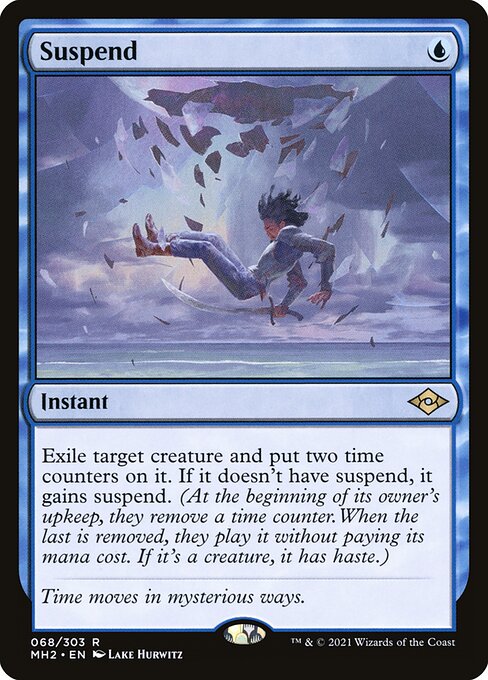 Suspend
Instant
Exile target creature and put two time
counters on it. If it doesn't have suspend, it
gains suspend. (At the beginning of its owner's
upkeep, they remove a time counter. When the
last is removed, they play it without paying its
mana cost. If it's a creature, it has haste.)
Time moves in mysterious ways.
068/303 R
MH2 • EN Lake Hurwitz
™ & © 2021 Wizards of the Coast